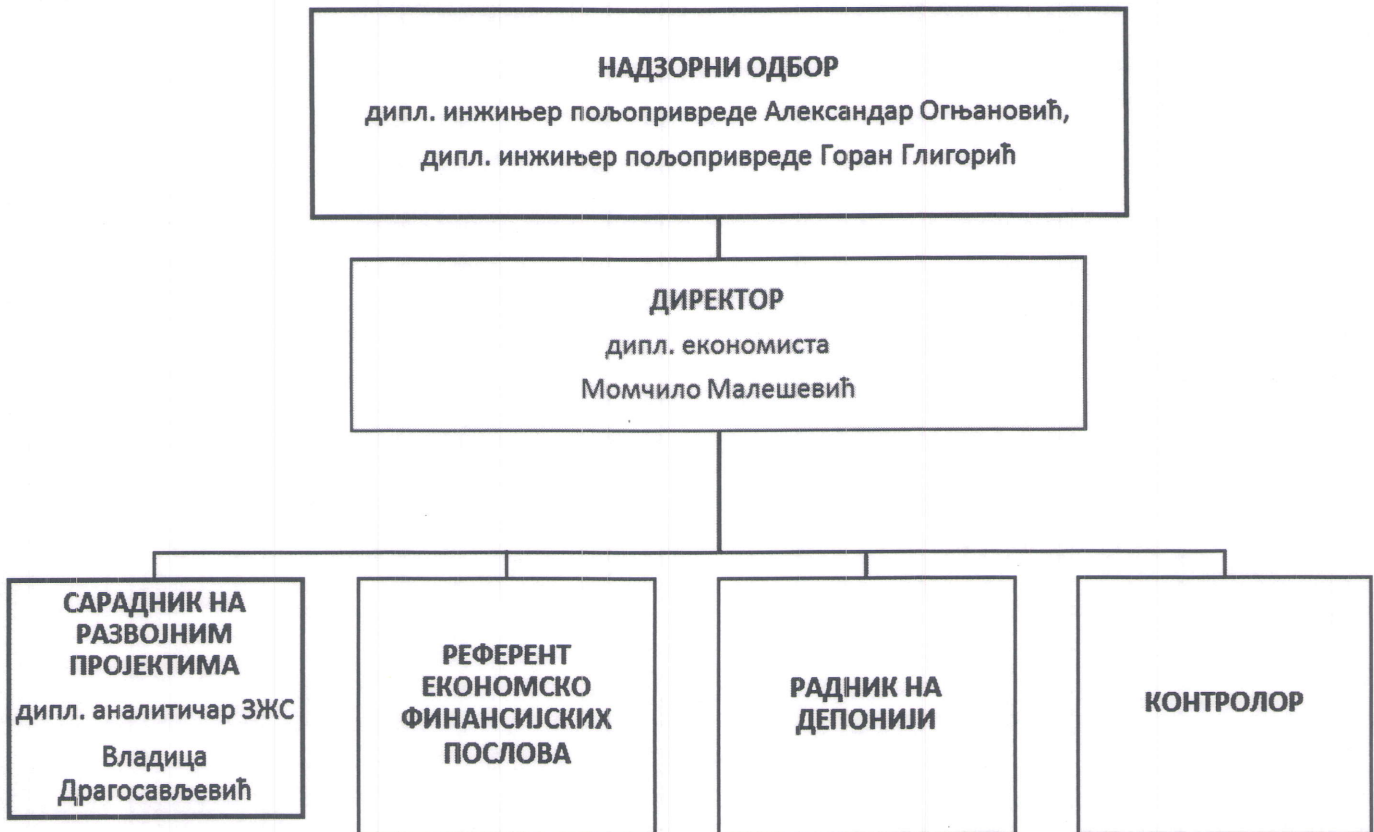 НАДЗОРНИ ОДБОР
дипл. инжињер пољопривреде Александар Огњановић,
дипл. инжињер пољопривреде Горан Глигорић
ДИРЕКТОР
дипл. економиста
Момчило Малешевић
САРАДНИК НА
РАЗВОЈНИМ
ПРОЈЕКТИМА
дипл. аналитичар ЗЖС
Владица
Драгосављевић
РЕФЕРЕНТ
ЕКОНОМСКО
ФИНАНСИЈСКИХ
ПОСЛОВА
РАДНИК НА
ДЕПОНИЈИ
КОНТРОЛОР